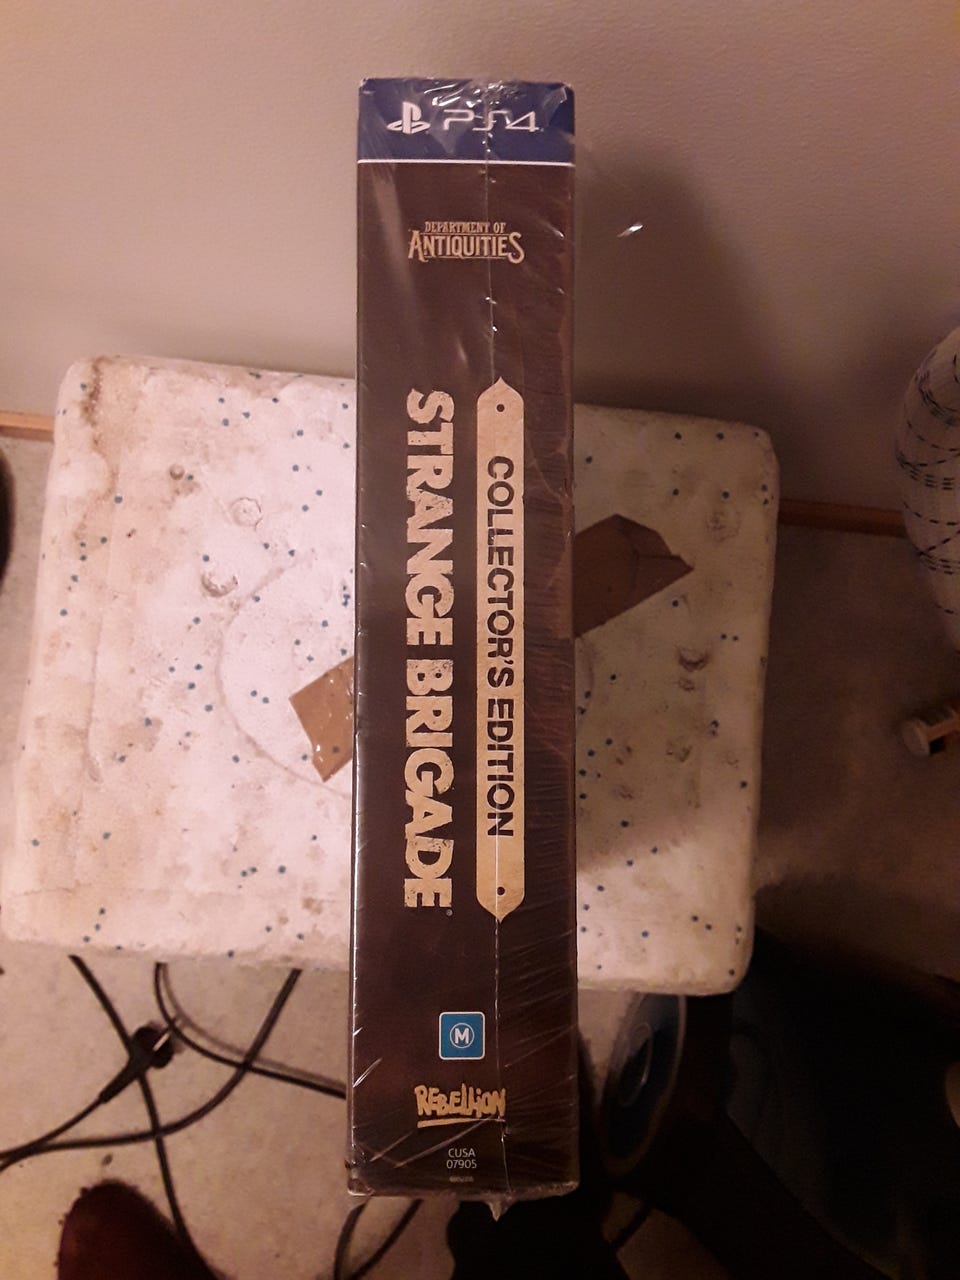 PS4
DEPARTMENT OF
ANTIQUITIES
STRANGE BRIGADE
COLLECTOR'S EDITION
M
REBELLION
CUSA
07905